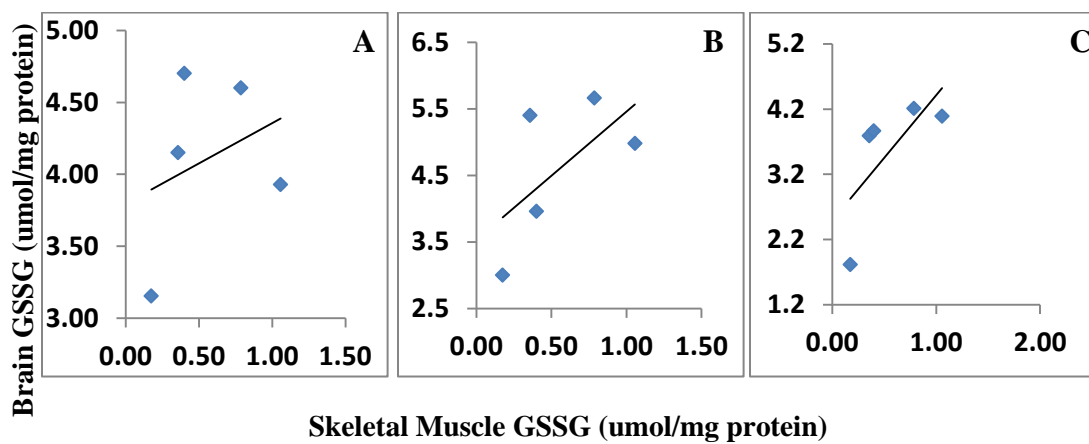 Brain GSSG (umol/mg protein)
A
5.00
4.50
4.00
3.50
3.00
0.00 0.50 1.00 1.50
B
6.5
5.5
4.5
3.5
2.5
0.00 0.50 1.00 1.50
C
5.2
4.2
3.2
2.2
1.2
0.00 1.00 2.00
Skeletal Muscle GSSG (umol/mg protein)